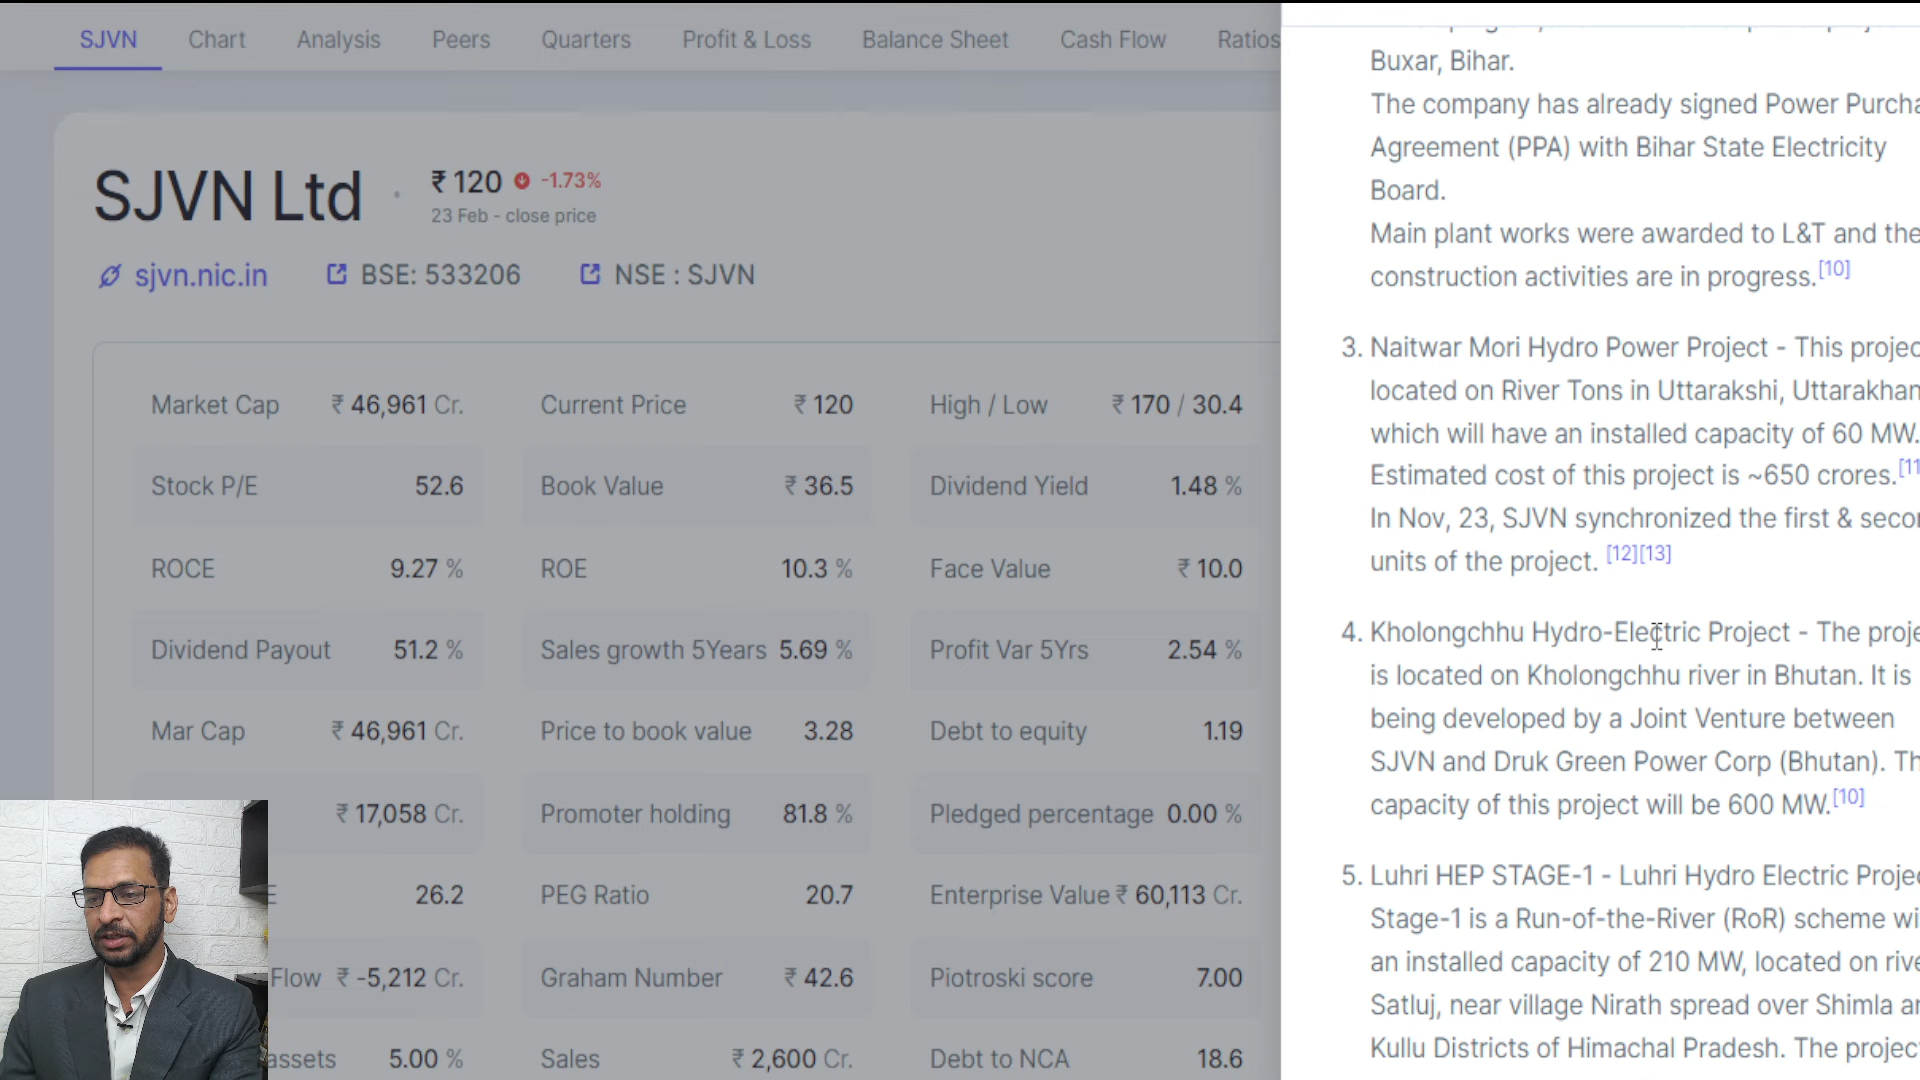 SJVN Chart Analysis Peers Quarters Profit & Loss Balance Sheet Cash Flow Ratios
SJVN Ltd
₹ 120 -1.73%
23 Feb - close price
sjvn.nic.in BSE: 533206 NSE : SJVN
Market Cap ₹ 46,961 Cr. Current Price ₹ 120 High / Low ₹ 170 / 30.4
Stock P/E 52.6 Book Value ₹ 36.5 Dividend Yield 1.48 %
ROCE 9.27 % ROE 10.3 % Face Value ₹ 10.0
Dividend Payout 51.2 % Sales growth 5Years 5.69 % Profit Var 5Yrs 2.54 %
Mar Cap ₹ 46,961 Cr. Price to book value 3.28 Debt to equity 1.19
₹ 17,058 Cr. Promoter holding 81.8 % Pledged percentage 0.00 %
E 26.2 PEG Ratio 20.7 Enterprise Value ₹ 60,113 Cr.
Flow ₹ -5,212 Cr. Graham Number ₹ 42.6 Piotroski score 7.00
assets 5.00 % Sales ₹ 2,600 Cr. Debt to NCA 18.6
Buxar, Bihar.
The company has already signed Power Purcha
Agreement (PPA) with Bihar State Electricity
Board.
Main plant works were awarded to L&T and the
construction activities are in progress.[10]
3. Naitwar Mori Hydro Power Project - This projec
located on River Tons in Uttarakshi, Uttarakhan
which will have an installed capacity of 60 MW.
Estimated cost of this project is ~650 crores.[11
In Nov, 23, SJVN synchronized the first & secon
units of the project. [12][13]
4. Kholongchhu Hydro-Electric Project - The proje
is located on Kholongchhu river in Bhutan. It is
being developed by a Joint Venture between
SJVN and Druk Green Power Corp (Bhutan). Th
capacity of this project will be 600 MW.[10]
5. Luhri HEP STAGE-1 - Luhri Hydro Electric Projec
Stage-1 is a Run-of-the-River (RoR) scheme wi
an installed capacity of 210 MW, located on rive
Satluj, near village Nirath spread over Shimla an
Kullu Districts of Himachal Pradesh. The project